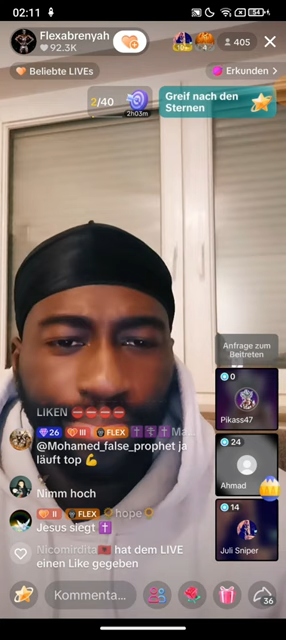 02:11
54
Flexabrenyah
92.3K
405
Beliebte LIVEs
Erkunden
2/40
2h03m
Greif nach den
Sternen
Anfrage zum
Beitreten
0
Pikass47
24
Ahmad
14
Juli Sniper
LIKEN
26 III FLEX
@Mohamed_false_prophet ja
läuft top
Nimm hoch
II FLEX hope
Jesus siegt
Nicomirdita hat dem LIVE
einen Like gegeben
Kommenta...
36